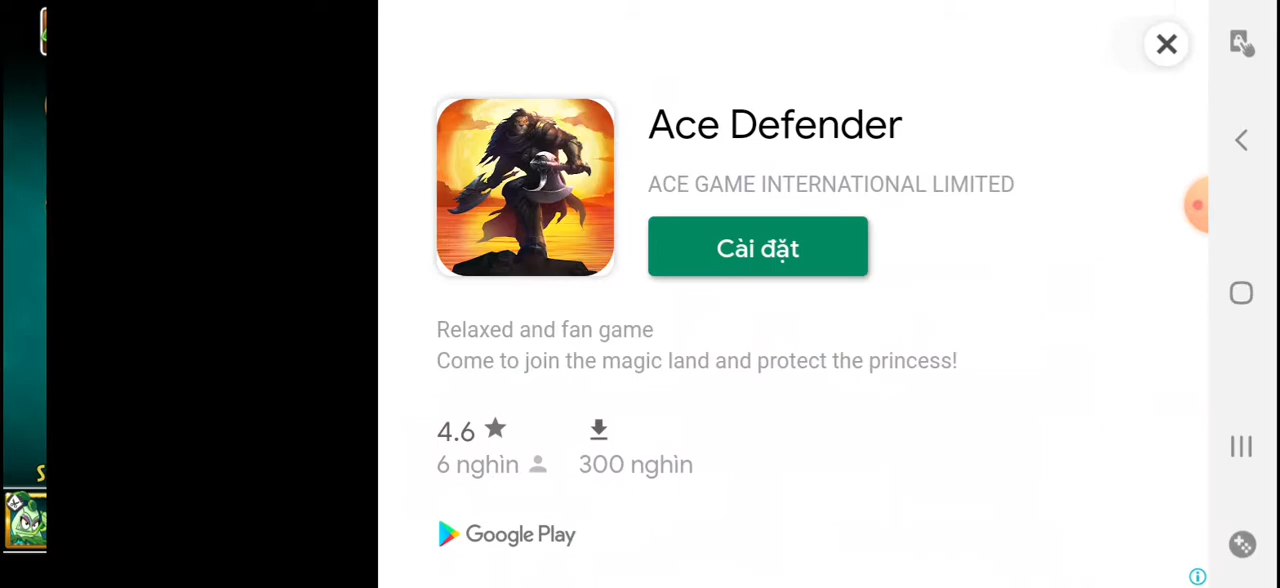 Ace Defender
ACE GAME INTERNATIONAL LIMITED
Cài đặt
Relaxed and fan game
Come to join the magic land and protect the princess!
4.6
6 nghìn
300 nghìn
Google Play